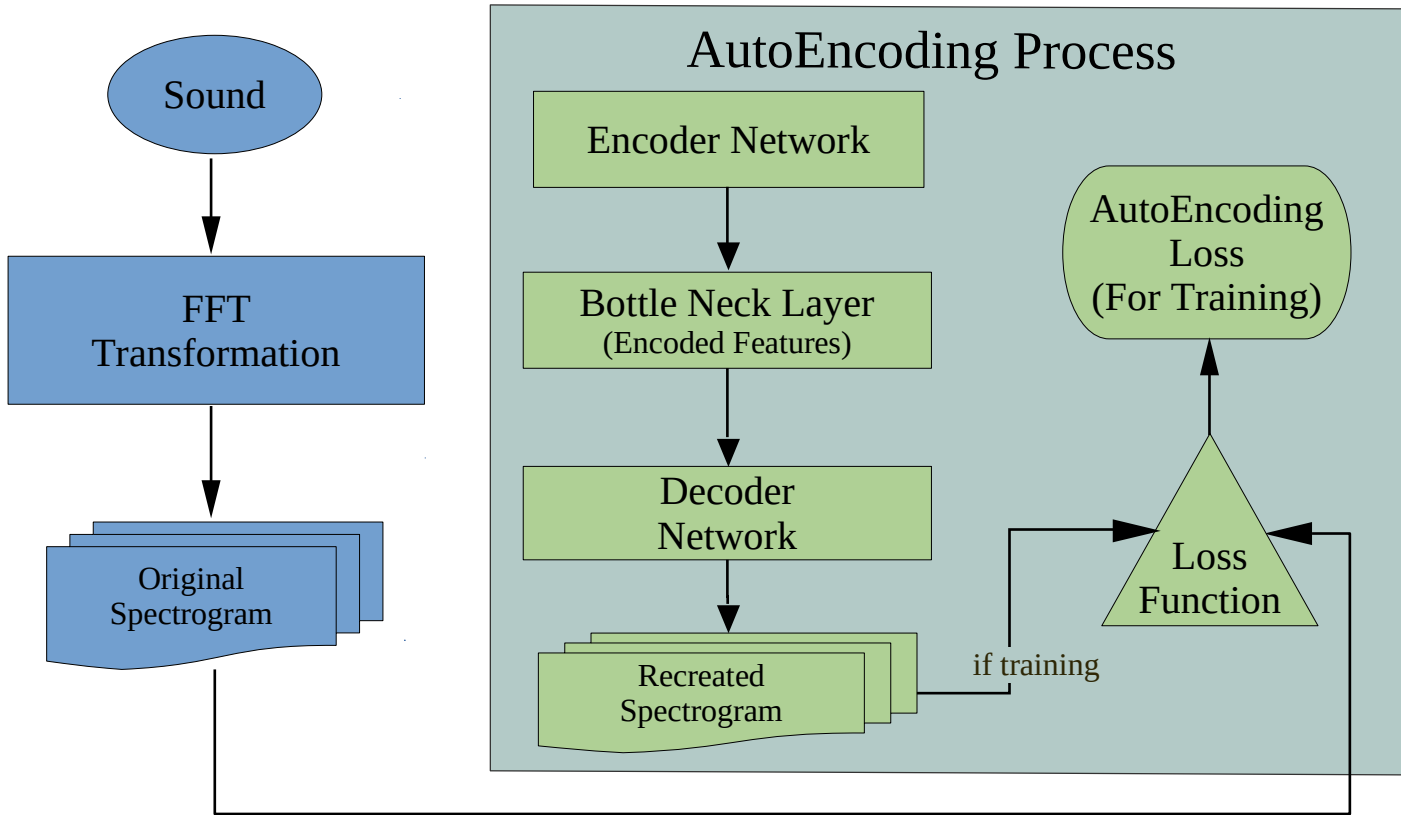 Sound
FFT
Transformation
Original
Spectrogram
AutoEncoding Process
Encoder Network
Bottle Neck Layer
(Encoded Features)
Decoder
Network
Recreated
Spectrogram
if training
Loss
Function
AutoEncoding
Loss
(For Training)